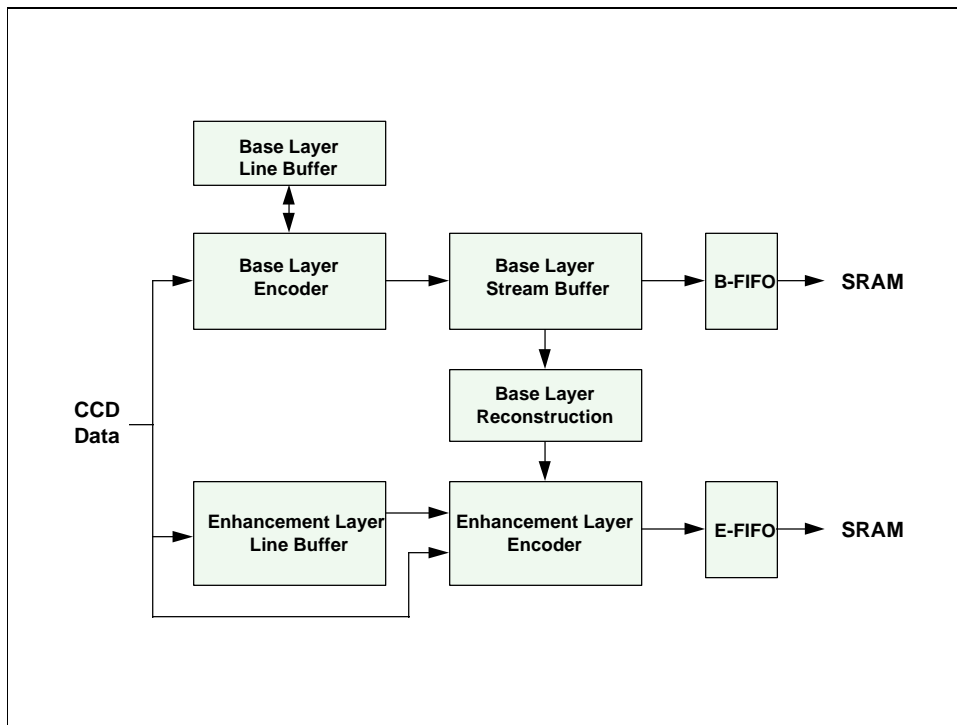 Base Layer
Line Buffer
Base Layer
Encoder
Base Layer
Stream Buffer
B-FIFO
SRAM
Base Layer
Reconstruction
CCD
Data
Enhancement Layer
Line Buffer
Enhancement Layer
Encoder
E-FIFO
SRAM